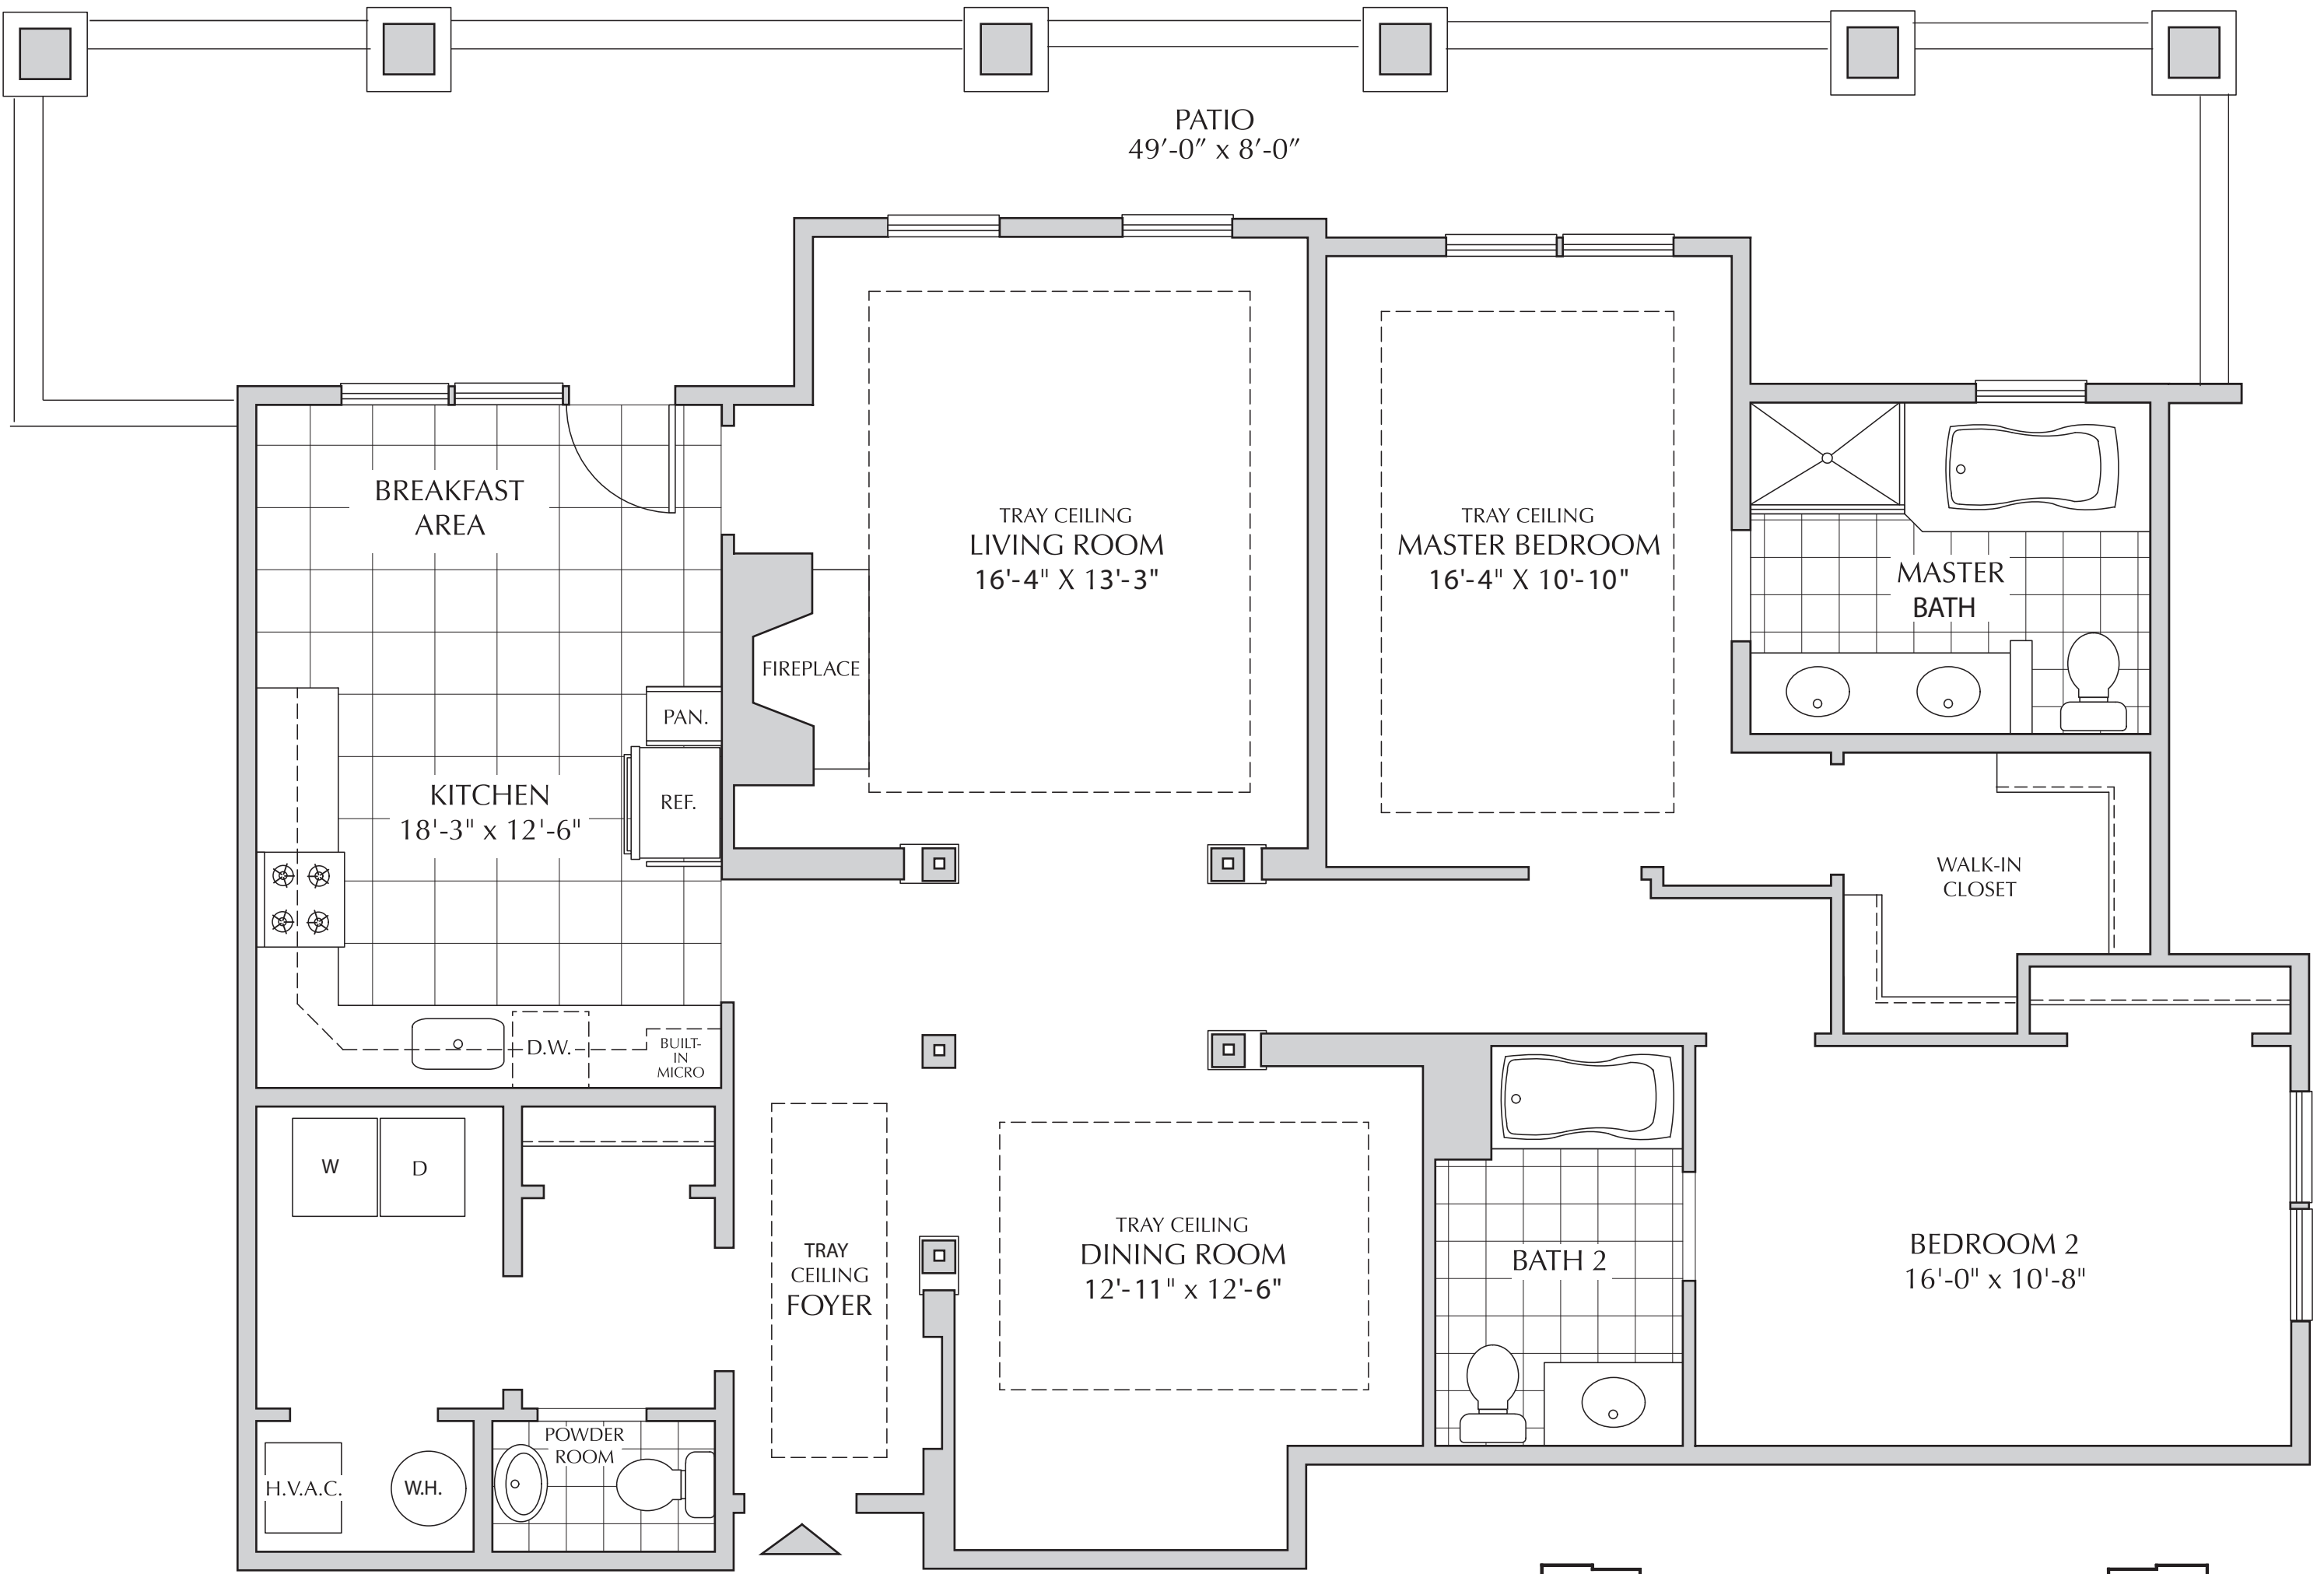 PATIO
49′-0″ x 8′-0″
BREAKFAST
AREA
TRAY CEILING
LIVING ROOM
16'-4" X 13'-3"
TRAY CEILING
MASTER BEDROOM
16'-4" X 10'-10"
MASTER
BATH
FIREPLACE
PAN.
REF.
KITCHEN
18'-3" x 12'-6"
WALK-IN
CLOSET
D.W.
BUILT-
IN
MICRO
W
D
TRAY
CEILING
FOYER
TRAY CEILING
DINING ROOM
12'-11" x 12'-6"
BATH 2
BEDROOM 2
16'-0" x 10'-8"
POWDER
ROOM
H.V.A.C.
W.H.